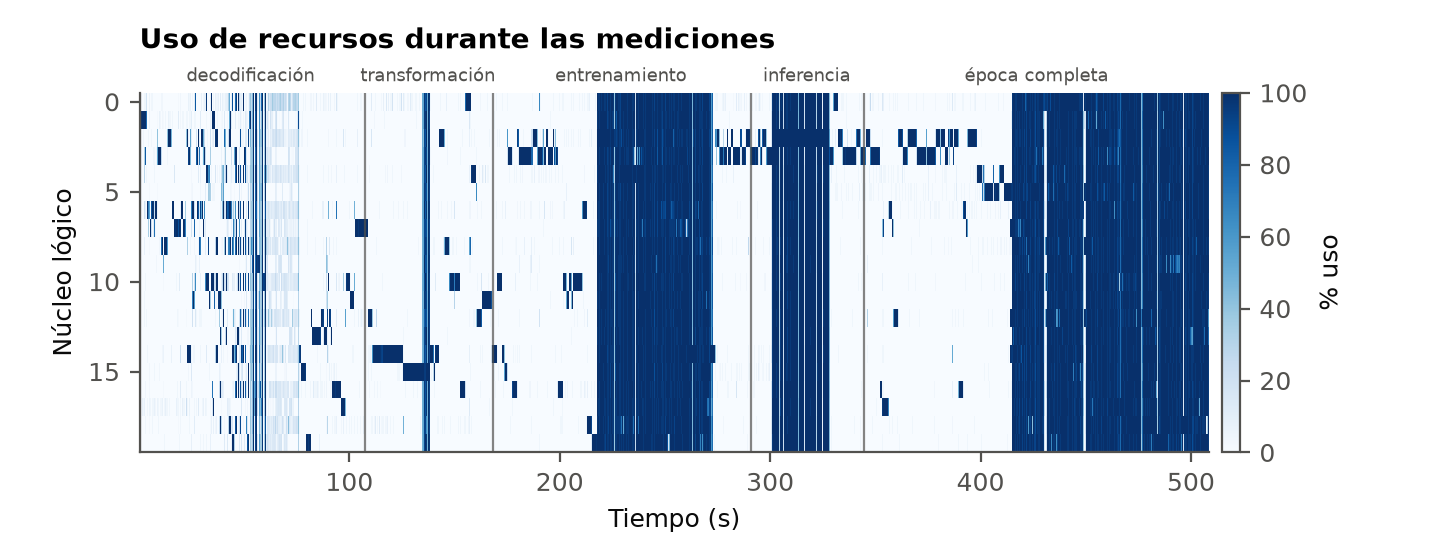 Uso de recursos durante las mediciones
decodificación transformación entrenamiento inferencia época completa
0
5
10
15
Núcleo lógico
100 200 300 400 500
Tiempo (s)
100
80
60
40
20
0
% uso